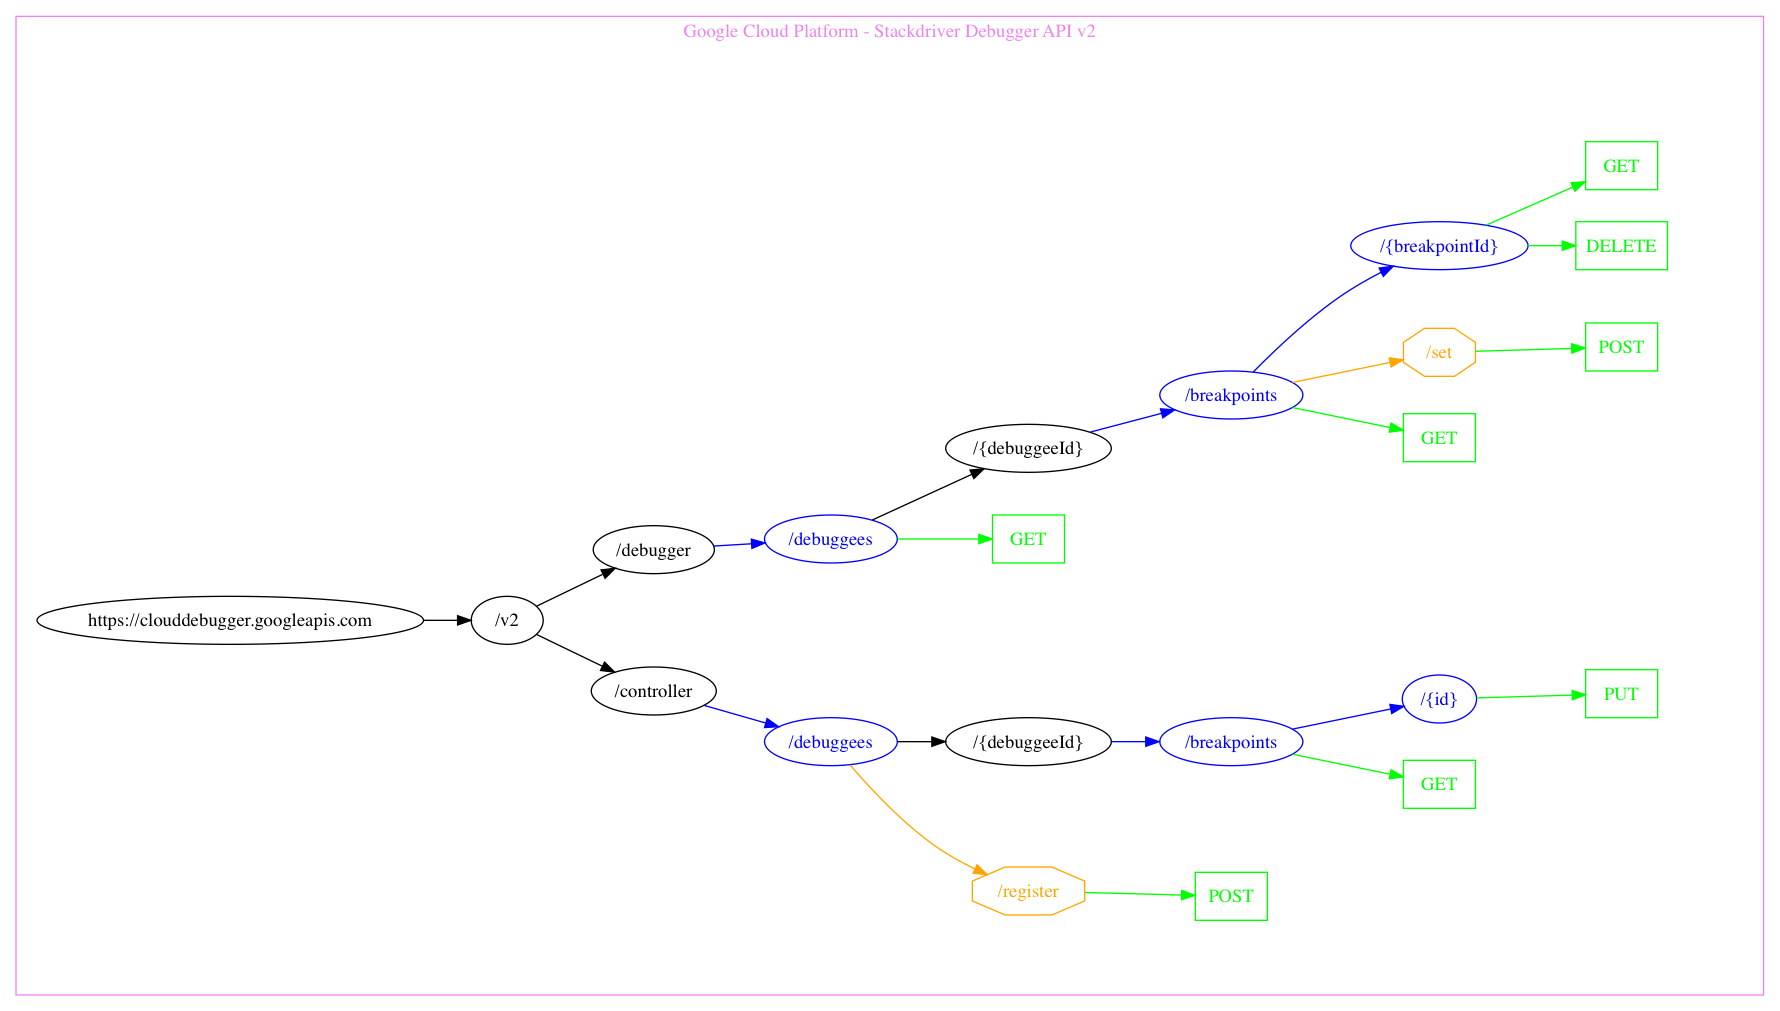 Google Cloud Platform - Stackdriver Debugger API v2
GET
/{breakpointId}
DELETE
/set
POST
/breakpoints
GET
/{debuggeeId}
/debugger
/debuggees
GET
https://clouddebugger.googleapis.com
/v2
/controller
/debuggees
/{debuggeeId}
/breakpoints
/{id}
PUT
GET
/register
POST